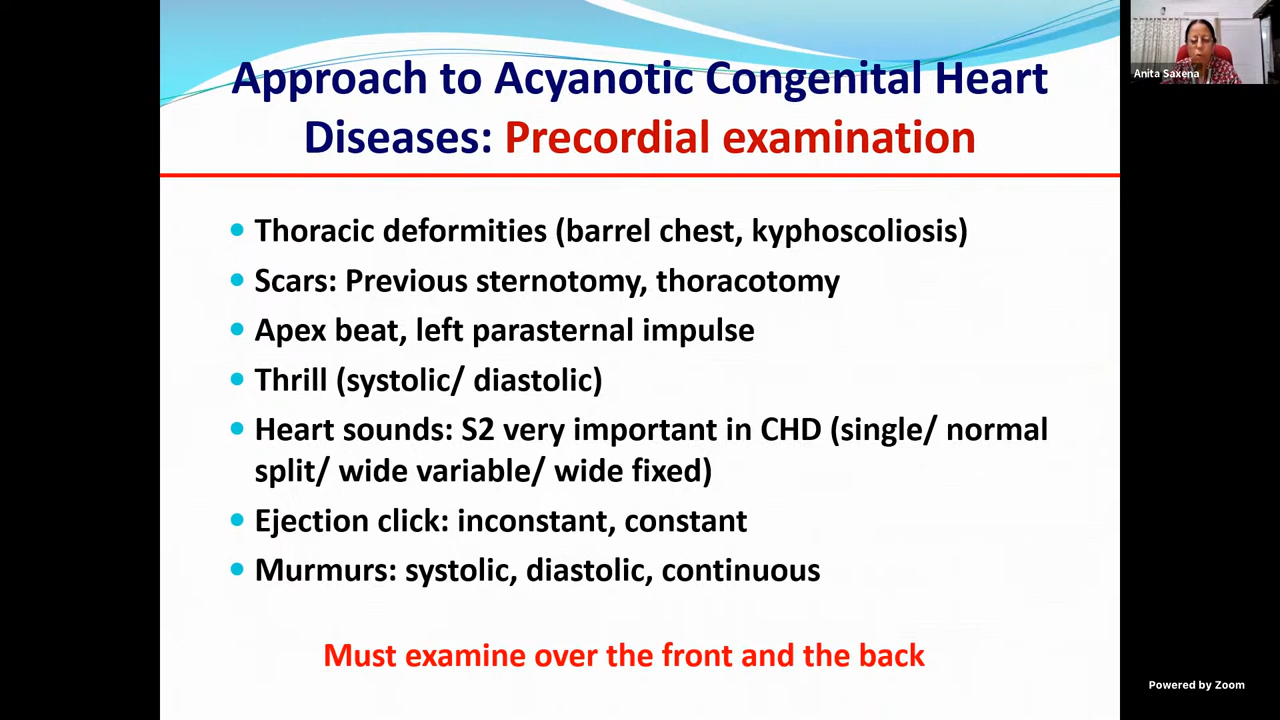 Approach to Acyanotic Congenital Heart
Diseases: Precordial examination
• Thoracic deformities (barrel chest, kyphoscoliosis)
• Scars: Previous sternotomy, thoracotomy
• Apex beat, left parasternal impulse
• Thrill (systolic/ diastolic)
• Heart sounds: S2 very important in CHD (single/ normal
split/ wide variable/ wide fixed)
• Ejection click: inconstant, constant
• Murmurs: systolic, diastolic, continuous
Must examine over the front and the back
Anita Saxena
Powered by Zoom